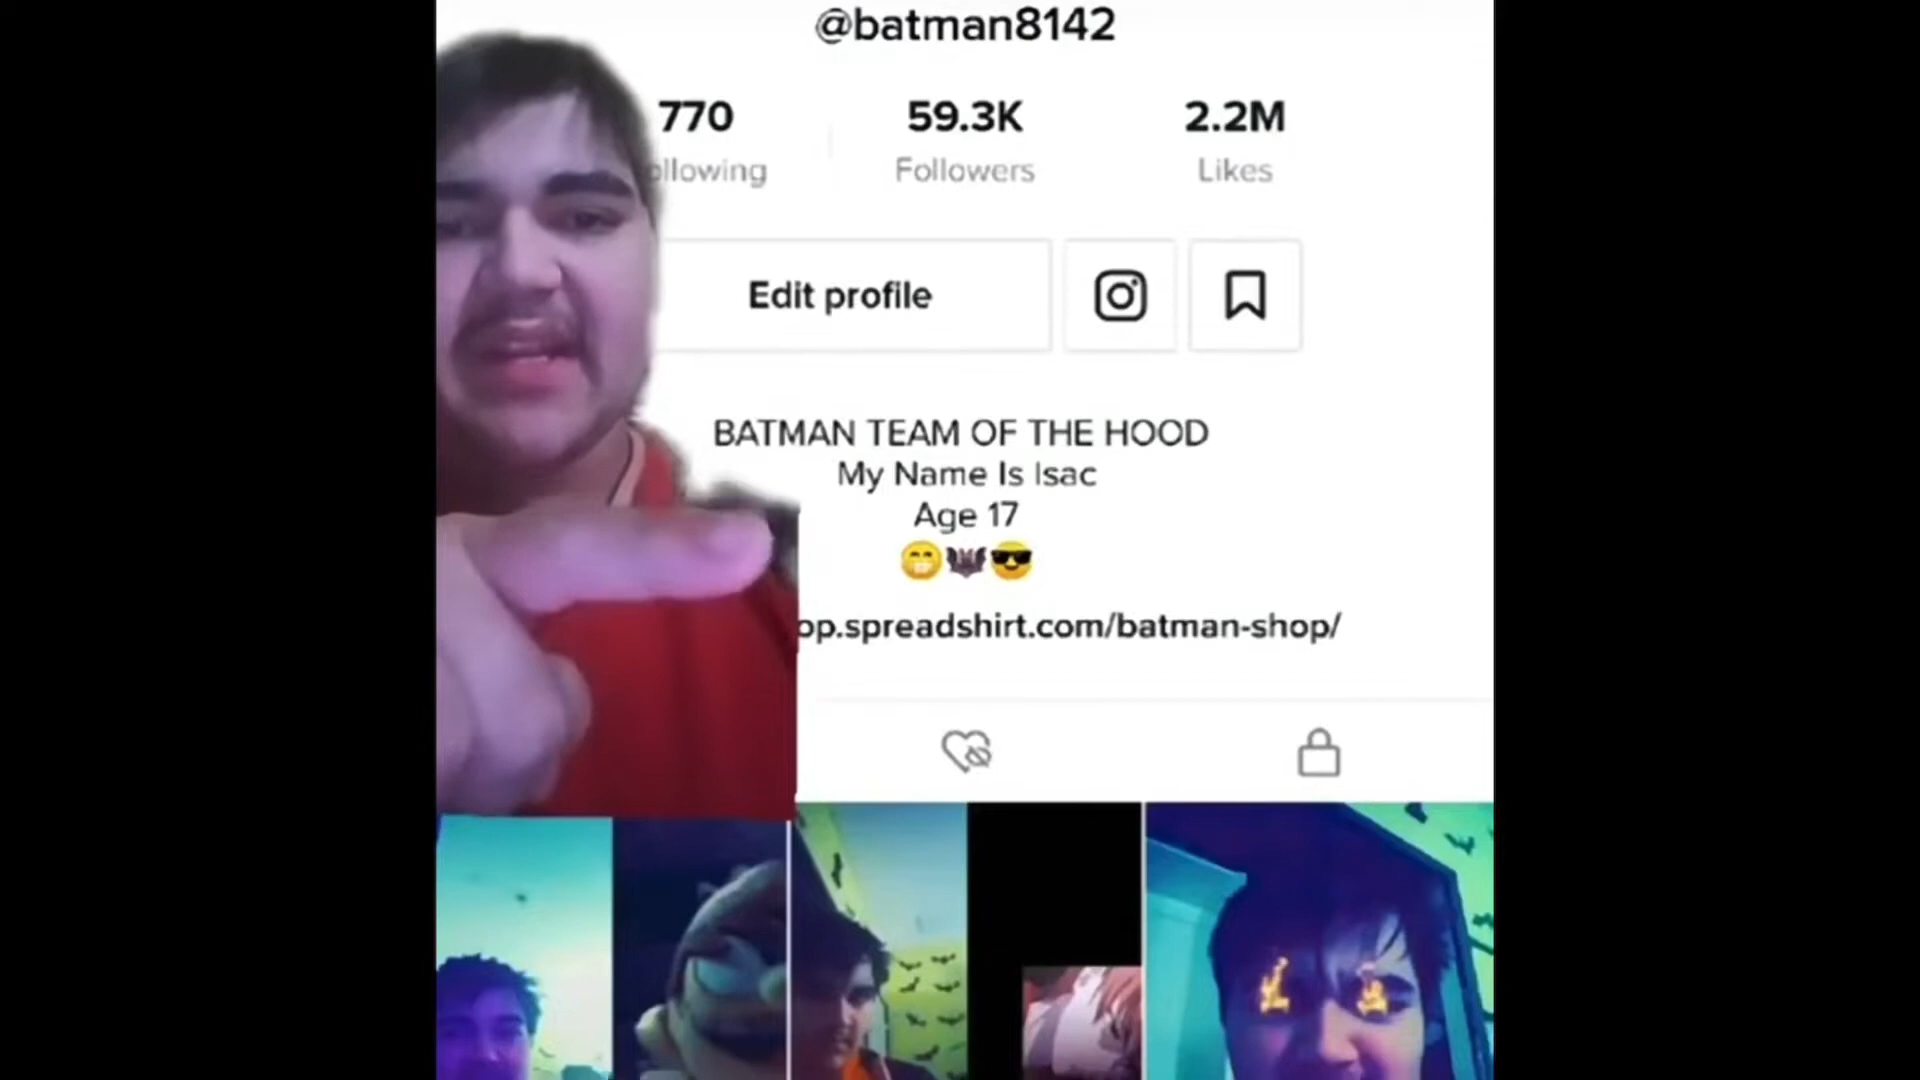 @batman8142
770 59.3K 2.2M
Followers Likes
Edit profile
BATMAN TEAM OF THE HOOD
My Name Is Isac
Age 17
😁🦇😎
op.spreadshirt.com/batman-shop/